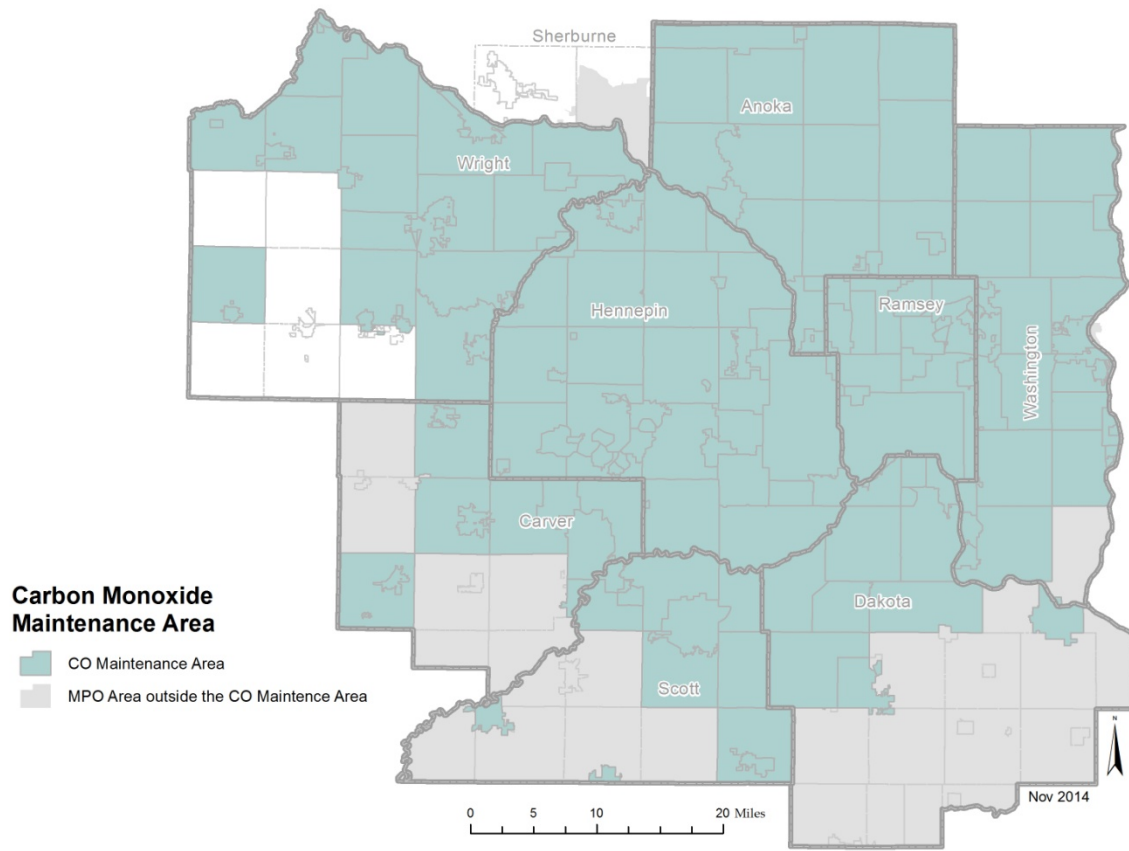 Sherburne
Anoka
Wright
Hennepin
Ramsey
Washington
Carver
Dakota
Scott
Carbon Monoxide
Maintenance Area
CO Maintenance Area
MPO Area outside the CO Maintence Area
N
Nov 2014
0 5 10 20 Miles